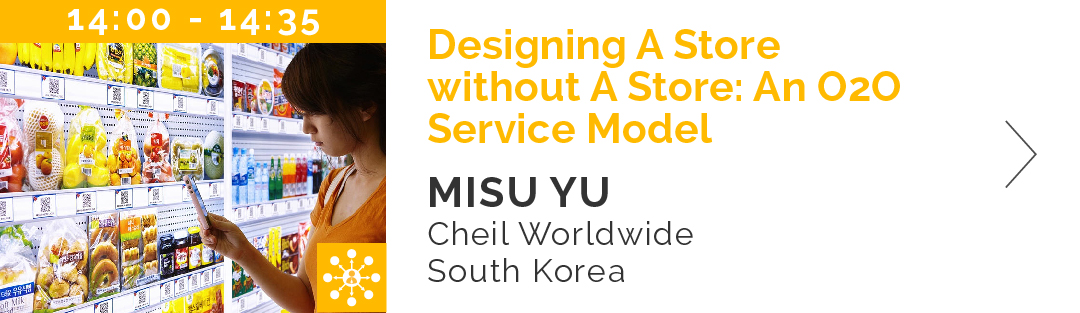 14:00 - 14:35
Designing A Store
without A Store: An O2O
Service Model
MISU YU
Cheil Worldwide
South Korea